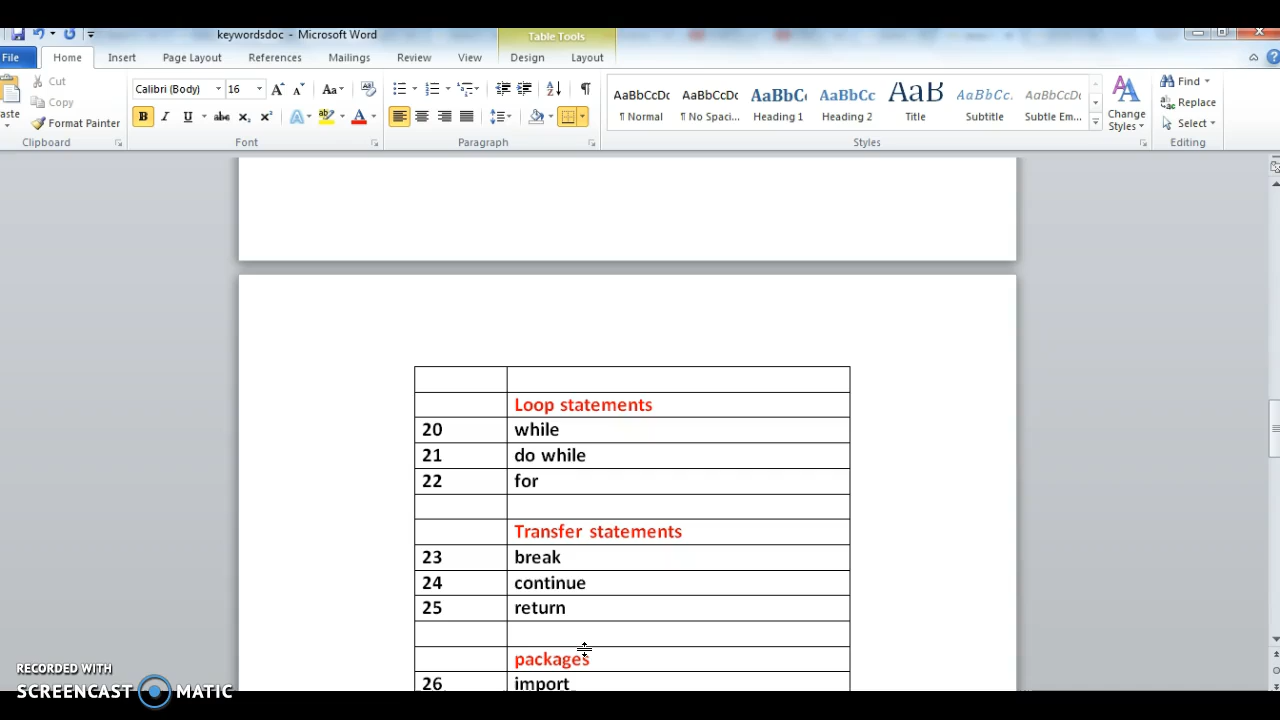 keywordsdoc - Microsoft Word
Table Tools
File Home Insert Page Layout References Mailings Review View Design Layout
Cut
Copy
Format Painter
Clipboard
Calibri (Body) 16
Font
Paragraph
AaBbCcDc AaBbCcDc AaBbCc AaBbCc AaB AaBbCc. AaBbCcDc
¶ Normal ¶ No Spaci... Heading 1 Heading 2 Title Subtitle Subtle Em...
Styles
Change Styles
Find
Replace
Select
Editing
Loop statements
20 while
21 do while
22 for
Transfer statements
23 break
24 continue
25 return
packages
26 import
RECORDED WITH
SCREENCAST MATIC